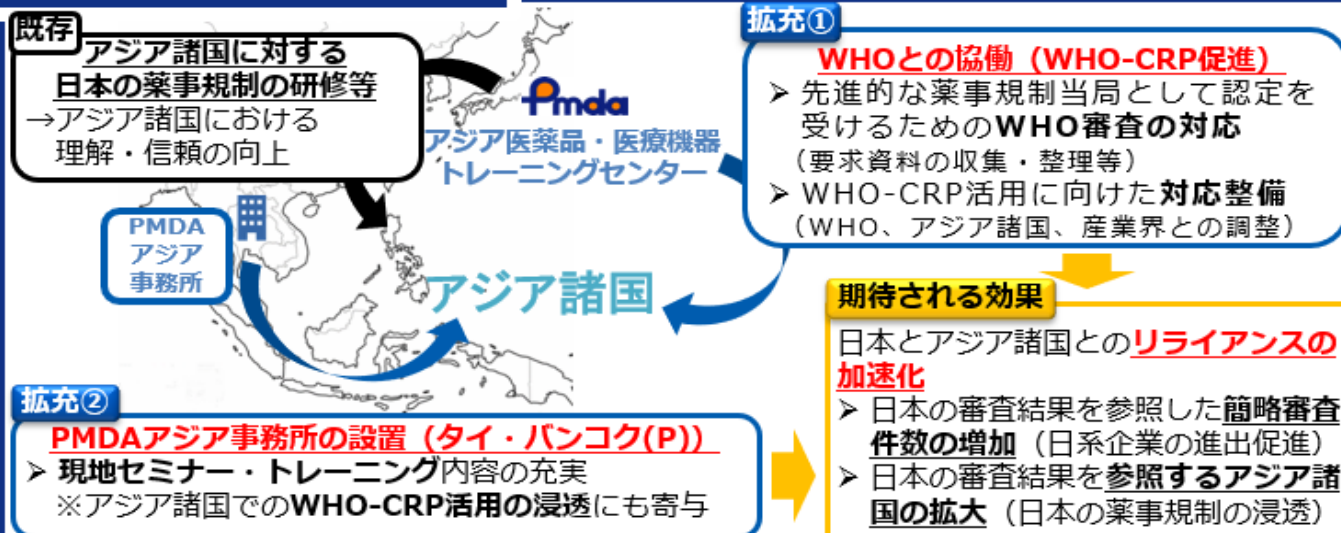 既存
アジア諸国に対する
日本の薬事規制の研修等
→アジア諸国における
理解・信頼の向上
Pmda
アジア医薬品・医療機器
トレーニングセンター
PMDA
アジア
事務所
アジア諸国
拡充①
WHOとの協働（WHO-CRP促進）
➢ 先進的な薬事規制当局として認定を
受けるためのWHO審査の対応
（要求資料の収集・整理等）
➢ WHO-CRP活用に向けた対応整備
（WHO、アジア諸国、産業界との調整）
拡充②
PMDAアジア事務所の設置（タイ・バンコク(P)）
➢ 現地セミナー・トレーニング内容の充実
※アジア諸国でのWHO-CRP活用の浸透にも寄与
期待される効果
日本とアジア諸国とのリライアンスの
加速化
➢ 日本の審査結果を参照した簡略審査
件数の増加（日系企業の進出促進）
➢ 日本の審査結果を参照するアジア諸
国の拡大（日本の薬事規制の浸透）